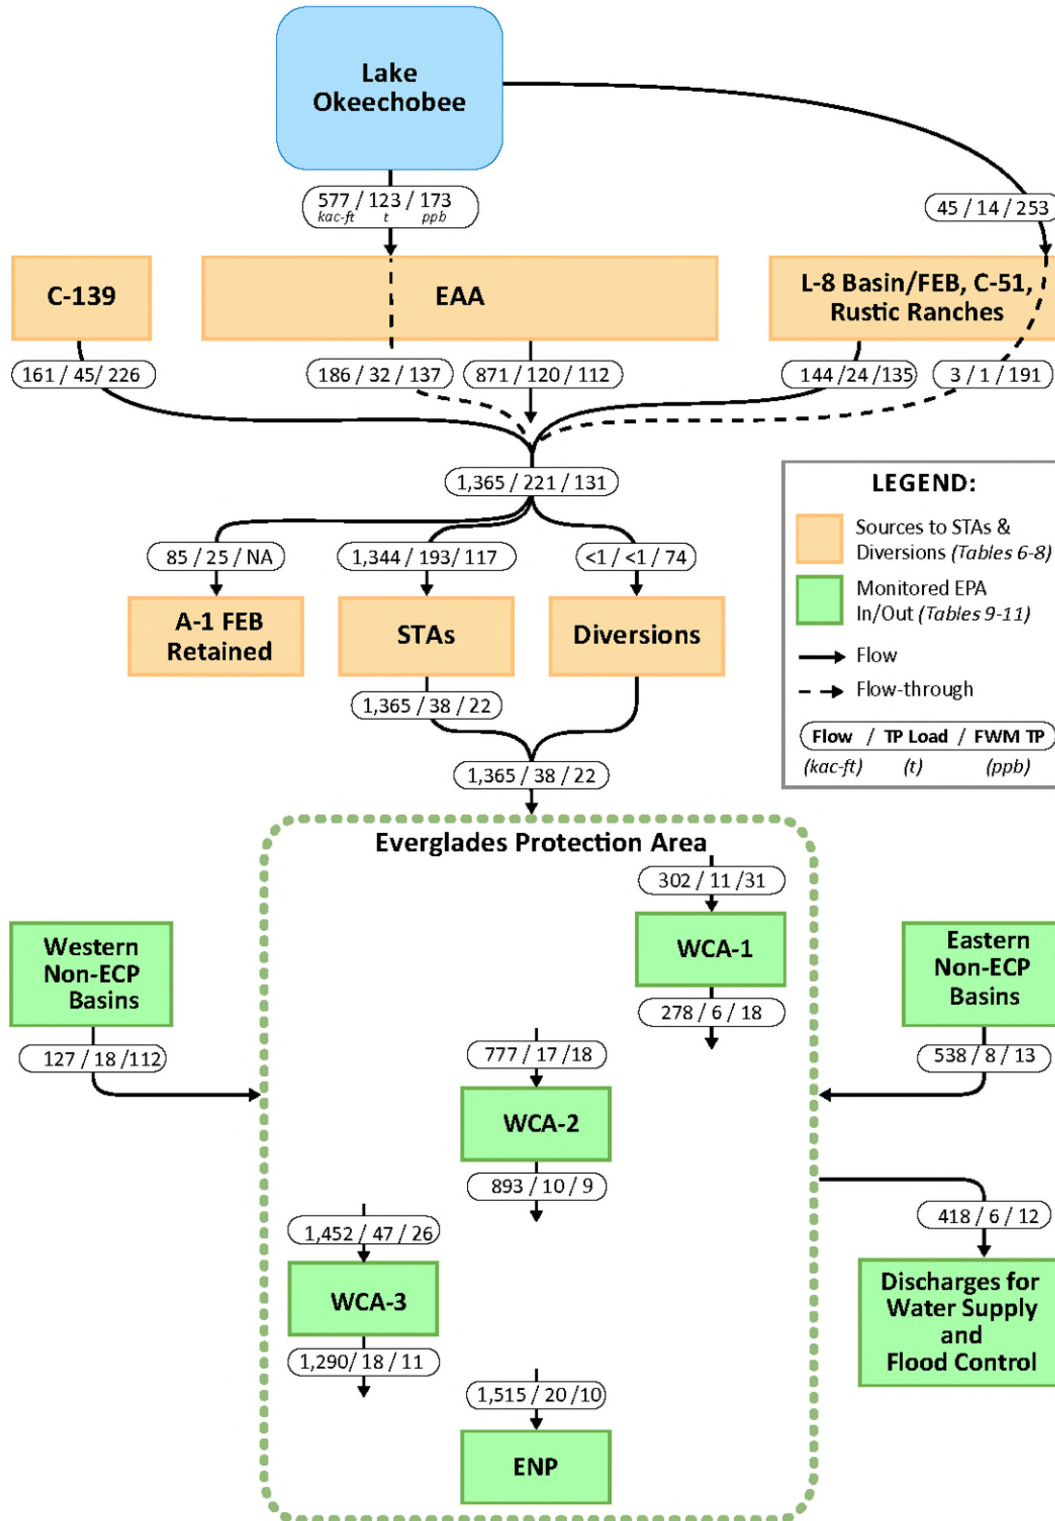 Lake
Okeechobee
577 / 123 / 173
kac-ft t ppb
45 / 14 / 253
C-139
EAA
L-8 Basin/FEB, C-51,
Rustic Ranches
161 / 45/ 226
186 / 32 / 137
871 / 120 / 112
144 / 24 /135
3 / 1 / 191
1,365 / 221 / 131
85 / 25 / NA
1,344 / 193/ 117
<1 / <1 / 74
A-1 FEB
Retained
STAs
Diversions
1,365 / 38 / 22
1,365 / 38 / 22
LEGEND:
Sources to STAs &
Diversions (Tables 6-8)
Monitored EPA
In/Out (Tables 9-11)
Flow
Flow-through
Flow / TP Load / FWM TP
(kac-ft) (t) (ppb)
Everglades Protection Area
302 / 11 /31
WCA-1
278 / 6 / 18
Western
Non-ECP
Basins
127 / 18 /112
Eastern
Non-ECP
Basins
538 / 8 / 13
777 / 17 /18
WCA-2
893 / 10 / 9
1,452 / 47 / 26
WCA-3
1,290/ 18 / 11
418 / 6 / 12
Discharges for
Water Supply
and
Flood Control
1,515 / 20 /10
ENP